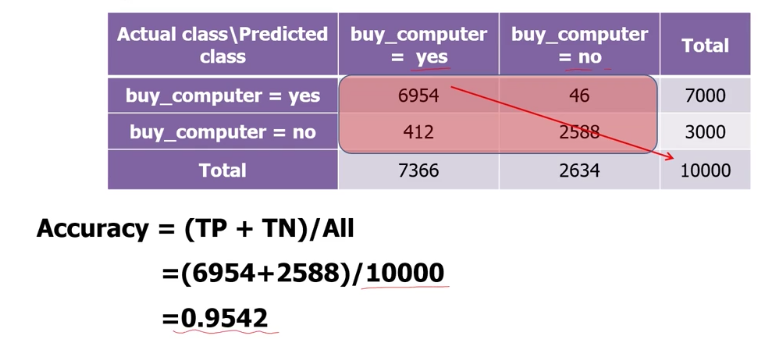 Actual class\Predicted class buy_computer = yes buy_computer = no Total
buy_computer = yes 6954 46 7000
buy_computer = no 412 2588 3000
Total 7366 2634 10000
Accuracy = (TP + TN)/All
=(6954+2588)/10000
=0.9542